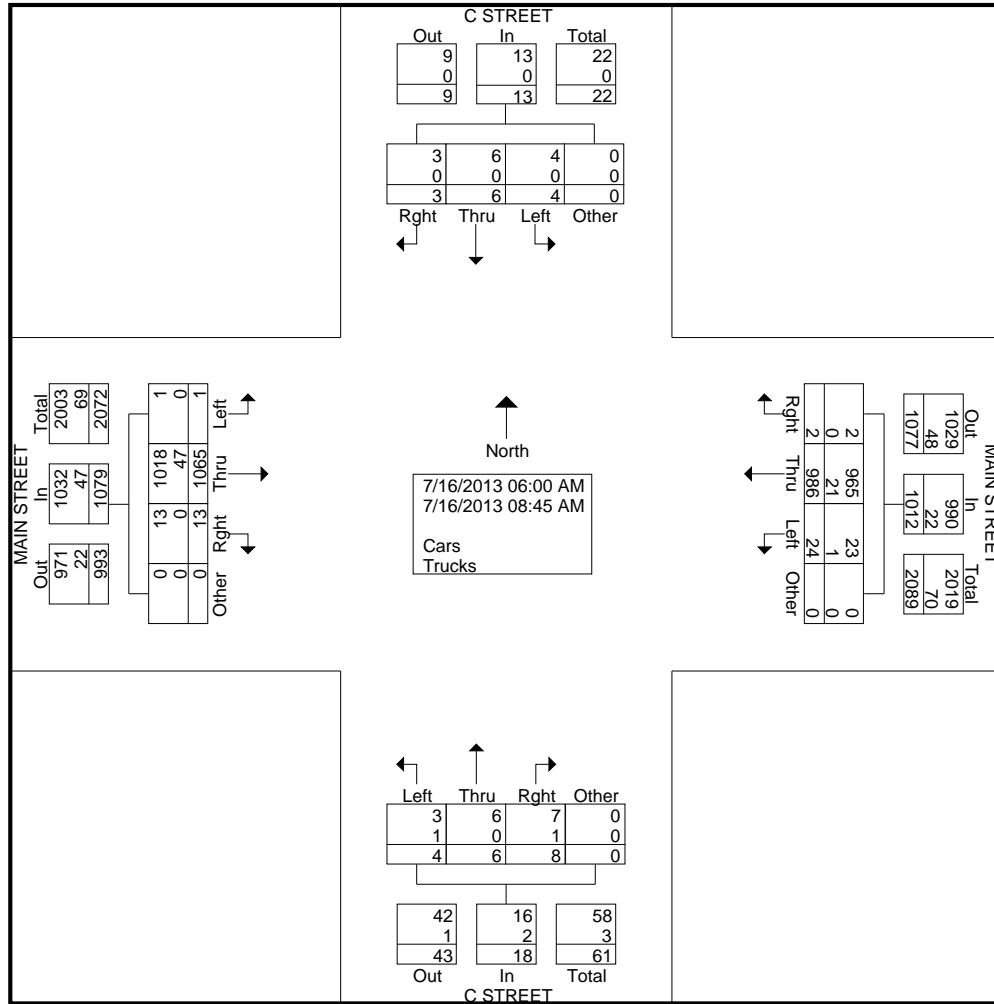 C STREET
Out In Total
9 13 22
0 0 0
9 13 22
3 6 4 0
0 0 0 0
3 6 4 0
Rght Thru Left Other
MAIN STREET
Total In Out
2003 1032 971
69 47 22
2072 1079 993
1 1018 13 0
0 47 0 0
1 1065 13 0
Left Thru Rght Other
North
7/16/2013 06:00 AM
7/16/2013 08:45 AM
Cars
Trucks
Rght Thru Left Other
2 965 23 0
0 21 1 0
2 986 24 0
Out In Total
1029 990 2019
48 22 70
1077 1012 2089
MAIN STREET
Left Thru Rght Other
3 6 7 0
1 0 1 0
4 6 8 0
42 16 58
1 2 3
43 18 61
Out In Total
C STREET